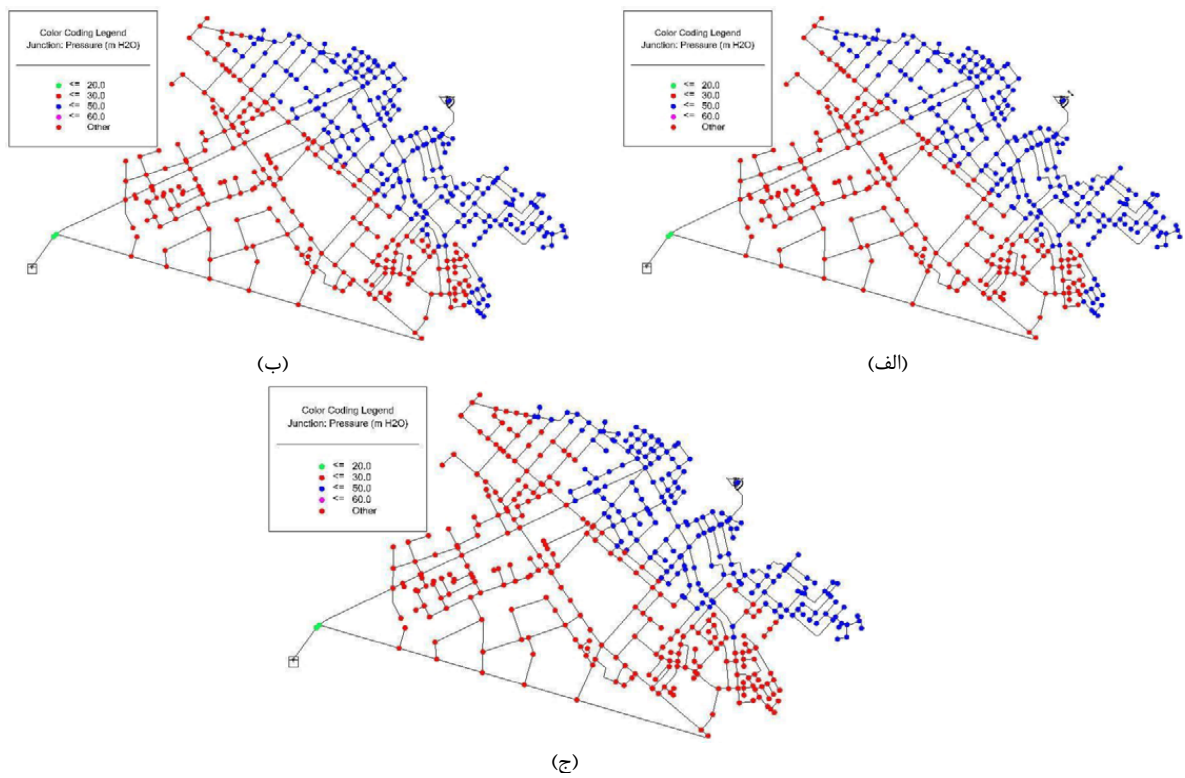 Color Coding Legend
Junction: Pressure (m H2O)
<= 20.0
<= 30.0
<= 50.0
<= 60.0
Other
(الف)
Color Coding Legend
Junction: Pressure (m H2O)
<= 20.0
<= 30.0
<= 50.0
<= 60.0
Other
(ب)
Color Coding Legend
Junction: Pressure (m H2O)
<= 20.0
<= 30.0
<= 50.0
<= 60.0
Other
(ج)